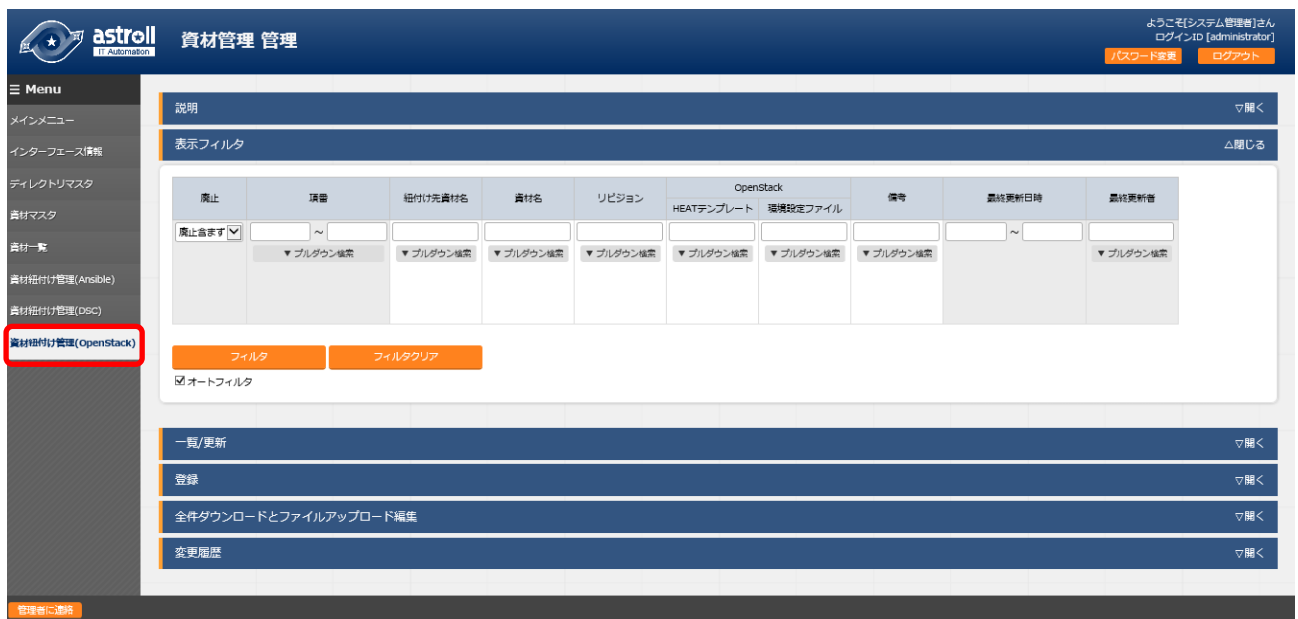 astroll
IT Automation
資材管理 管理
ようこそ[システム管理者]さん
ログインID [administrator]
パスワード変更 ログアウト
☰ Menu
メインメニュー
インターフェース情報
ディレクトリマスタ
資材マスタ
資材一覧
資材紐付け管理(Ansible)
資材紐付け管理(DSC)
資材紐付け管理(OpenStack)
説明 ▽開く
表示フィルタ △閉じる
廃止 項番 紐付け先資材名 資材名 リビジョン OpenStack 備考 最終更新日時 最終更新者
HEATテンプレート 環境設定ファイル
廃止含まず ～ ～
▼プルダウン検索 ▼プルダウン検索 ▼プルダウン検索 ▼プルダウン検索 ▼プルダウン検索 ▼プルダウン検索 ▼プルダウン検索 ▼プルダウン検索
フィルタ フィルタクリア
オートフィルタ
一覧/更新 ▽開く
登録 ▽開く
全件ダウンロードとファイルアップロード編集 ▽開く
変更履歴 ▽開く
管理者に連絡